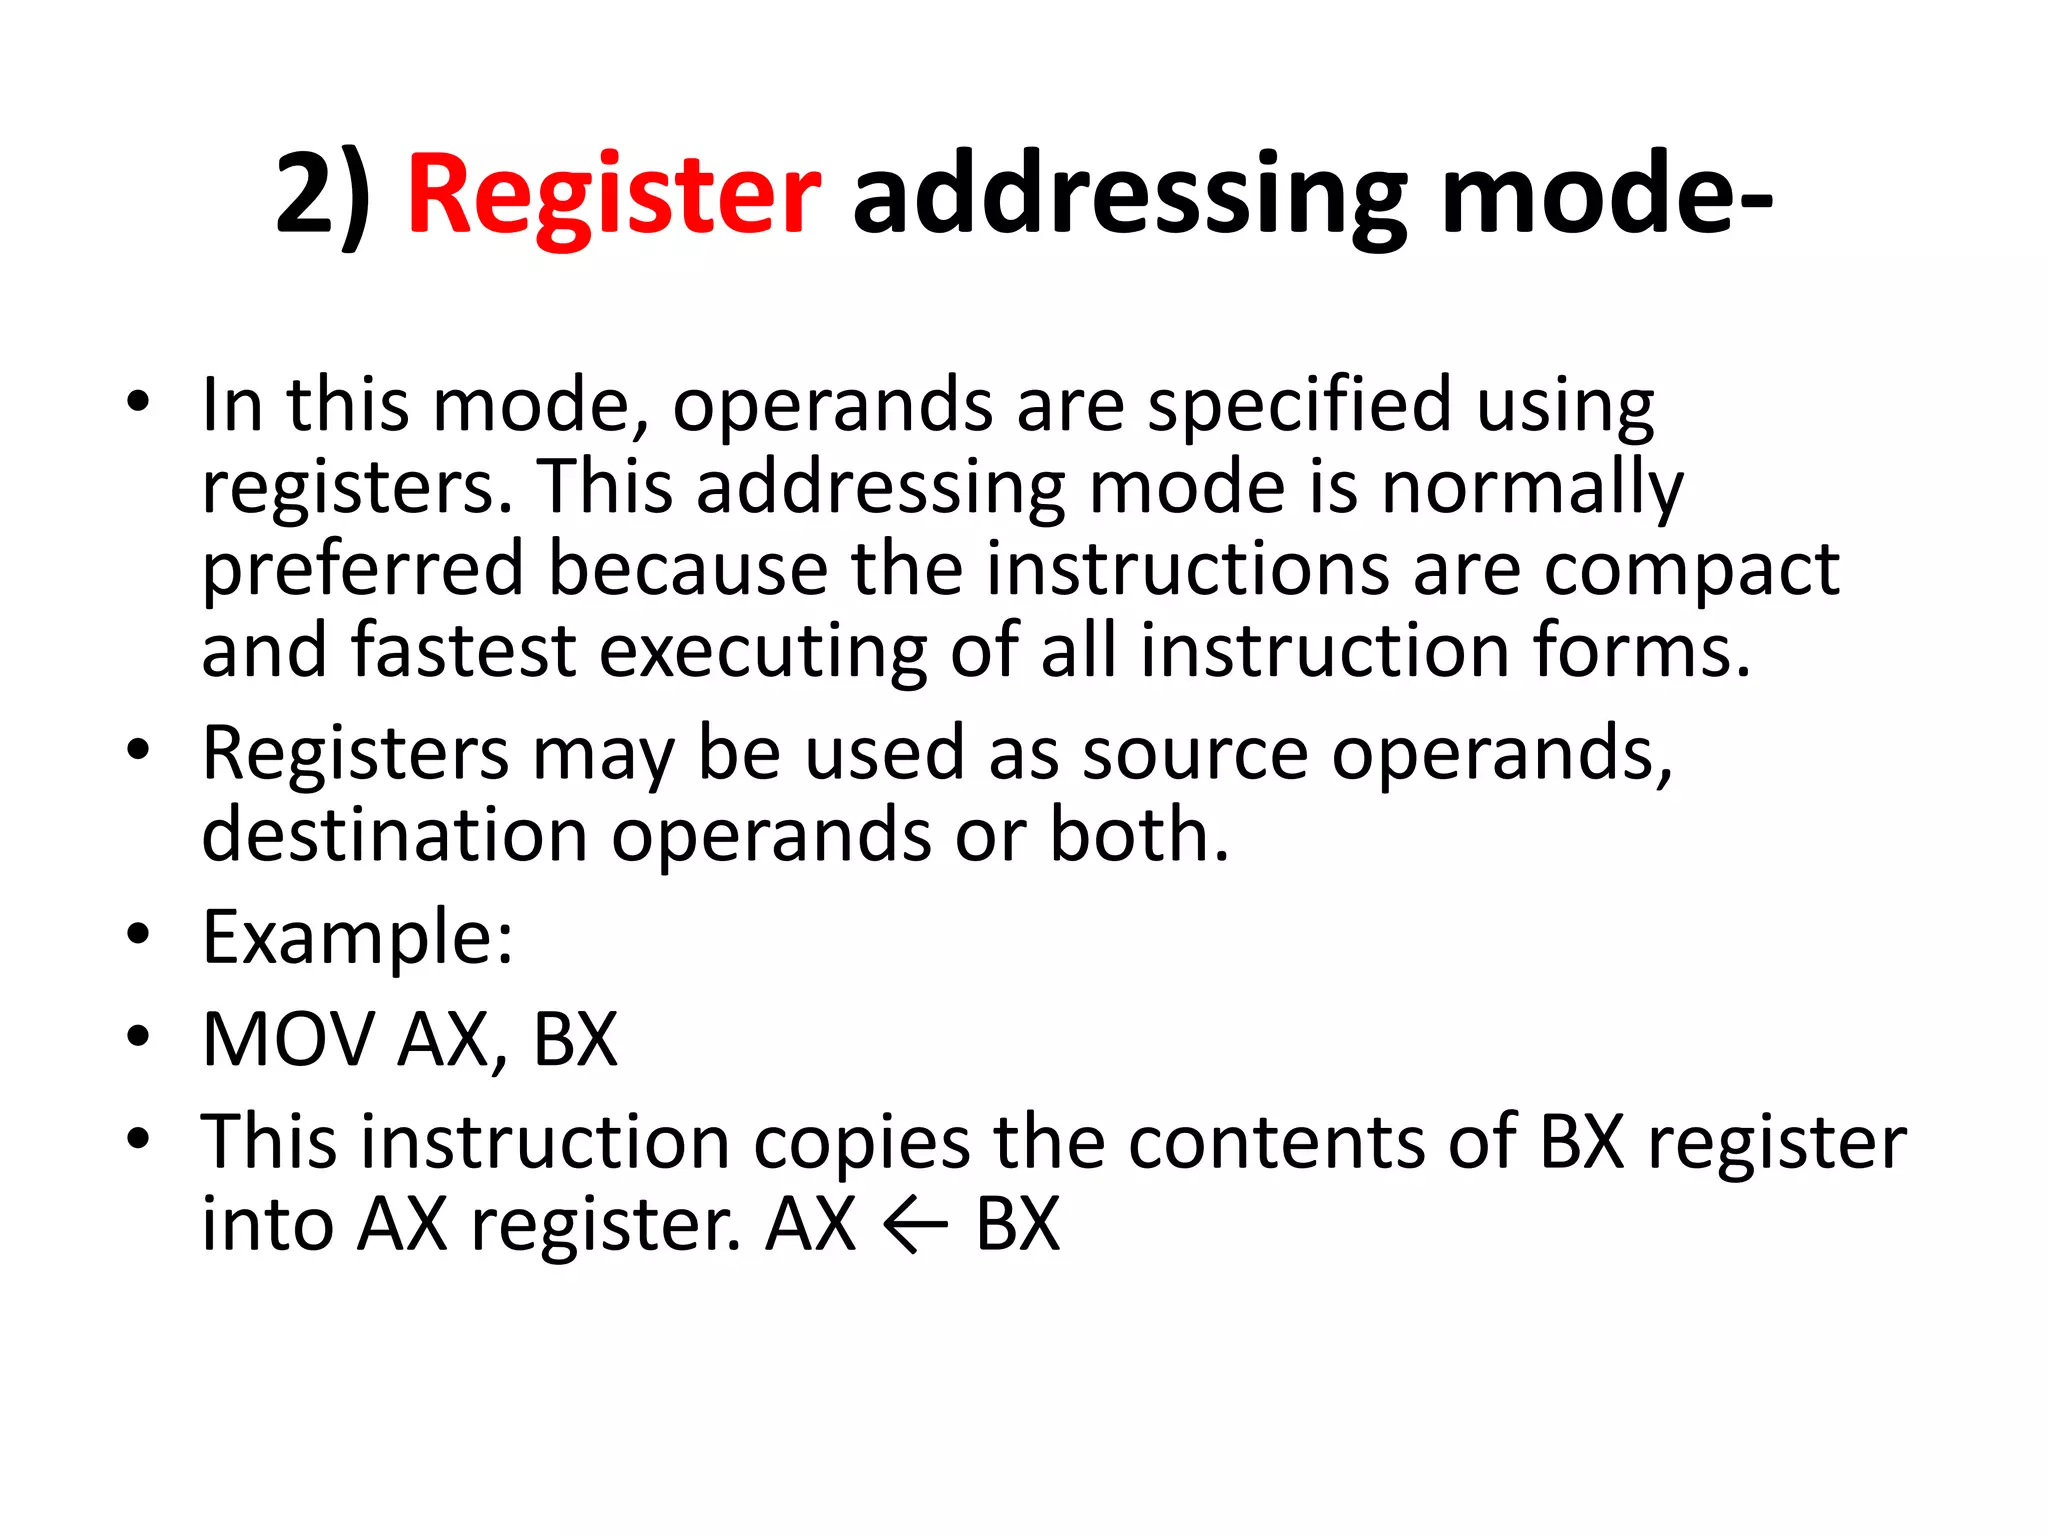 2) Register addressing mode-
• In this mode, operands are specified using
registers. This addressing mode is normally
preferred because the instructions are compact
and fastest executing of all instruction forms.
• Registers may be used as source operands,
destination operands or both.
• Example:
• MOV AX, BX
• This instruction copies the contents of BX register
into AX register. AX ← BX